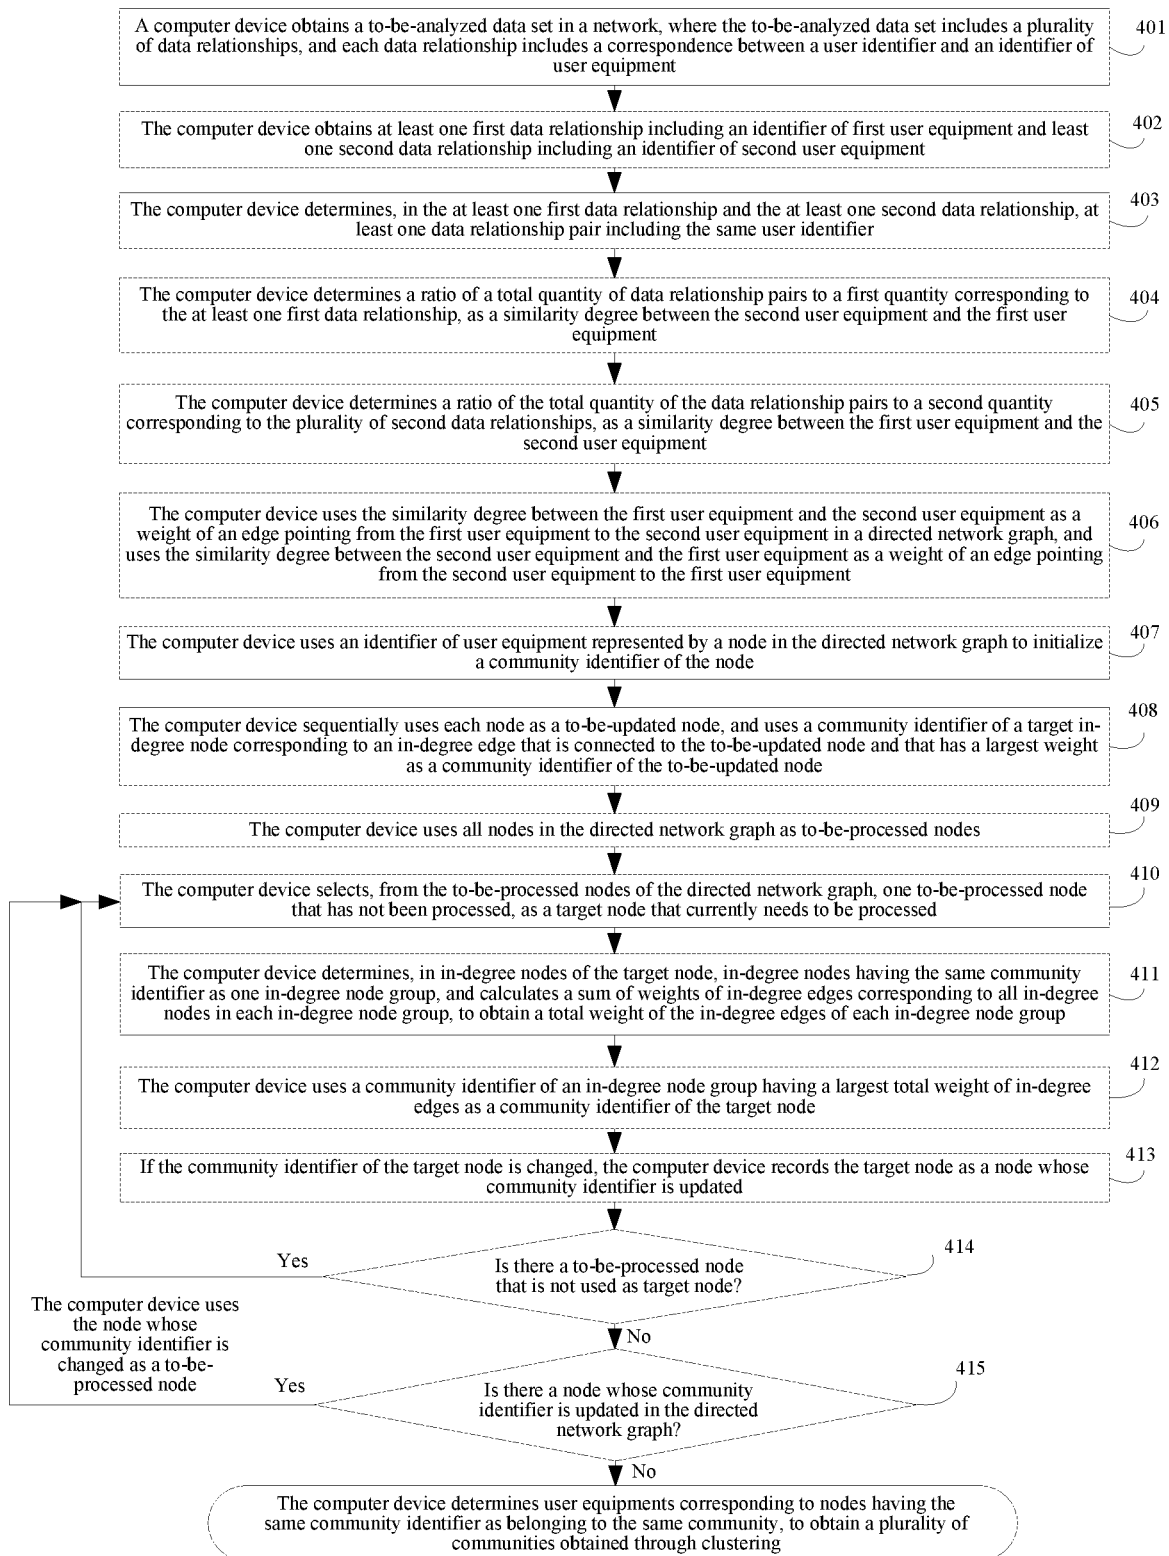 A computer device obtains a to-be-analyzed data set in a network, where the to-be-analyzed data set includes a plurality
of data relationships, and each data relationship includes a correspondence between a user identifier and an identifier of
user equipment
401
The computer device obtains at least one first data relationship including an identifier of first user equipment and least
one second data relationship including an identifier of second user equipment
402
The computer device determines, in the at least one first data relationship and the at least one second data relationship, at
least one data relationship pair including the same user identifier
403
The computer device determines a ratio of a total quantity of data relationship pairs to a first quantity corresponding to
the at least one first data relationship, as a similarity degree between the second user equipment and the first user
equipment
404
The computer device determines a ratio of the total quantity of the data relationship pairs to a second quantity
corresponding to the plurality of second data relationships, as a similarity degree between the first user equipment and the
second user equipment
405
The computer device uses the similarity degree between the first user equipment and the second user equipment as a
weight of an edge pointing from the first user equipment to the second user equipment in a directed network graph, and
uses the similarity degree between the second user equipment and the first user equipment as a weight of an edge pointing
from the second user equipment to the first user equipment
406
The computer device uses an identifier of user equipment represented by a node in the directed network graph to initialize
a community identifier of the node
407
The computer device sequentially uses each node as a to-be-updated node, and uses a community identifier of a target in-
degree node corresponding to an in-degree edge that is connected to the to-be-updated node and that has a largest weight
as a community identifier of the to-be-updated node
408
The computer device uses all nodes in the directed network graph as to-be-processed nodes
409
The computer device selects, from the to-be-processed nodes of the directed network graph, one to-be-processed node
that has not been processed, as a target node that currently needs to be processed
410
The computer device determines, in in-degree nodes of the target node, in-degree nodes having the same community
identifier as one in-degree node group, and calculates a sum of weights of in-degree edges corresponding to all in-degree
nodes in each in-degree node group, to obtain a total weight of the in-degree edges of each in-degree node group
411
The computer device uses a community identifier of an in-degree node group having a largest total weight of in-degree
edges as a community identifier of the target node
412
If the community identifier of the target node is changed, the computer device records the target node as a node whose
community identifier is updated
413
Is there a to-be-processed node
that is not used as target node?
414
Yes
No
The computer device uses
the node whose
community identifier is
changed as a to-be-
processed node
Is there a node whose community
identifier is updated in the directed
network graph?
415
Yes
No
The computer device determines user equipments corresponding to nodes having the
same community identifier as belonging to the same community, to obtain a plurality of
communities obtained through clustering